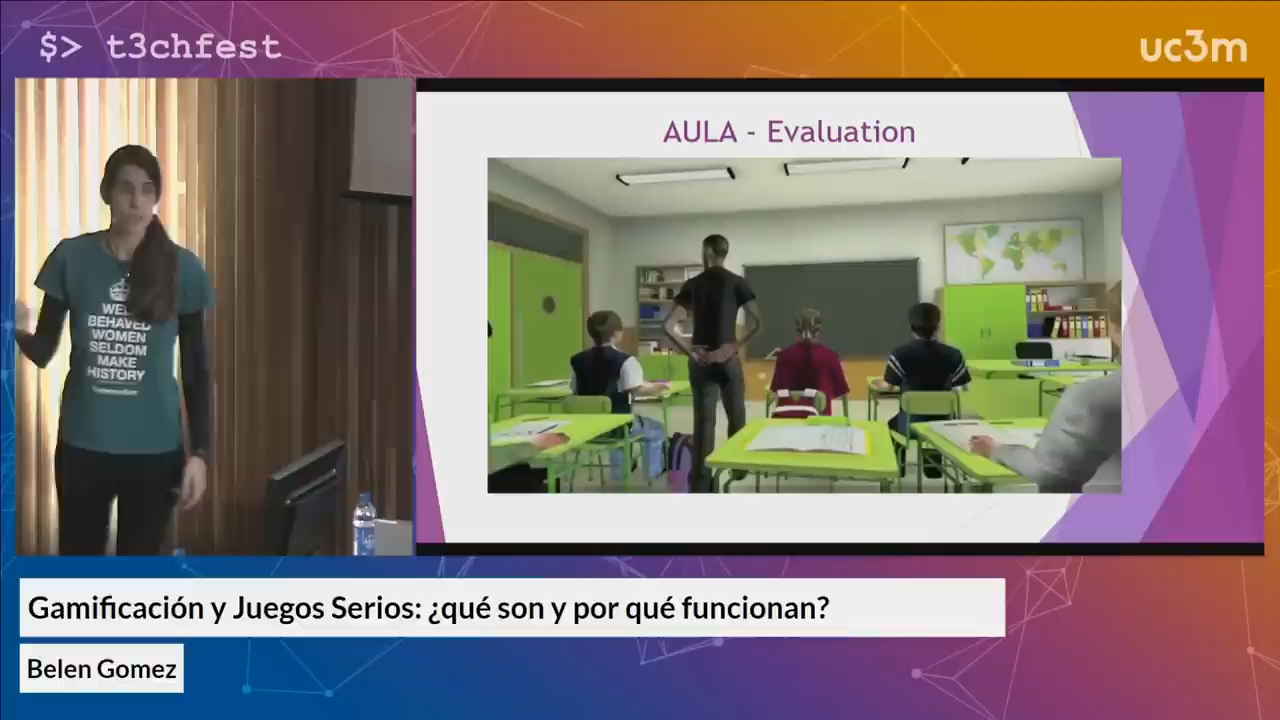 $> t3chfest
uc3m
AULA - Evaluation
WELL
BEHAVED
WOMEN
SELDOM
MAKE
HISTORY
Gamificación y Juegos Serios: ¿qué son y por qué funcionan?
Belen Gomez